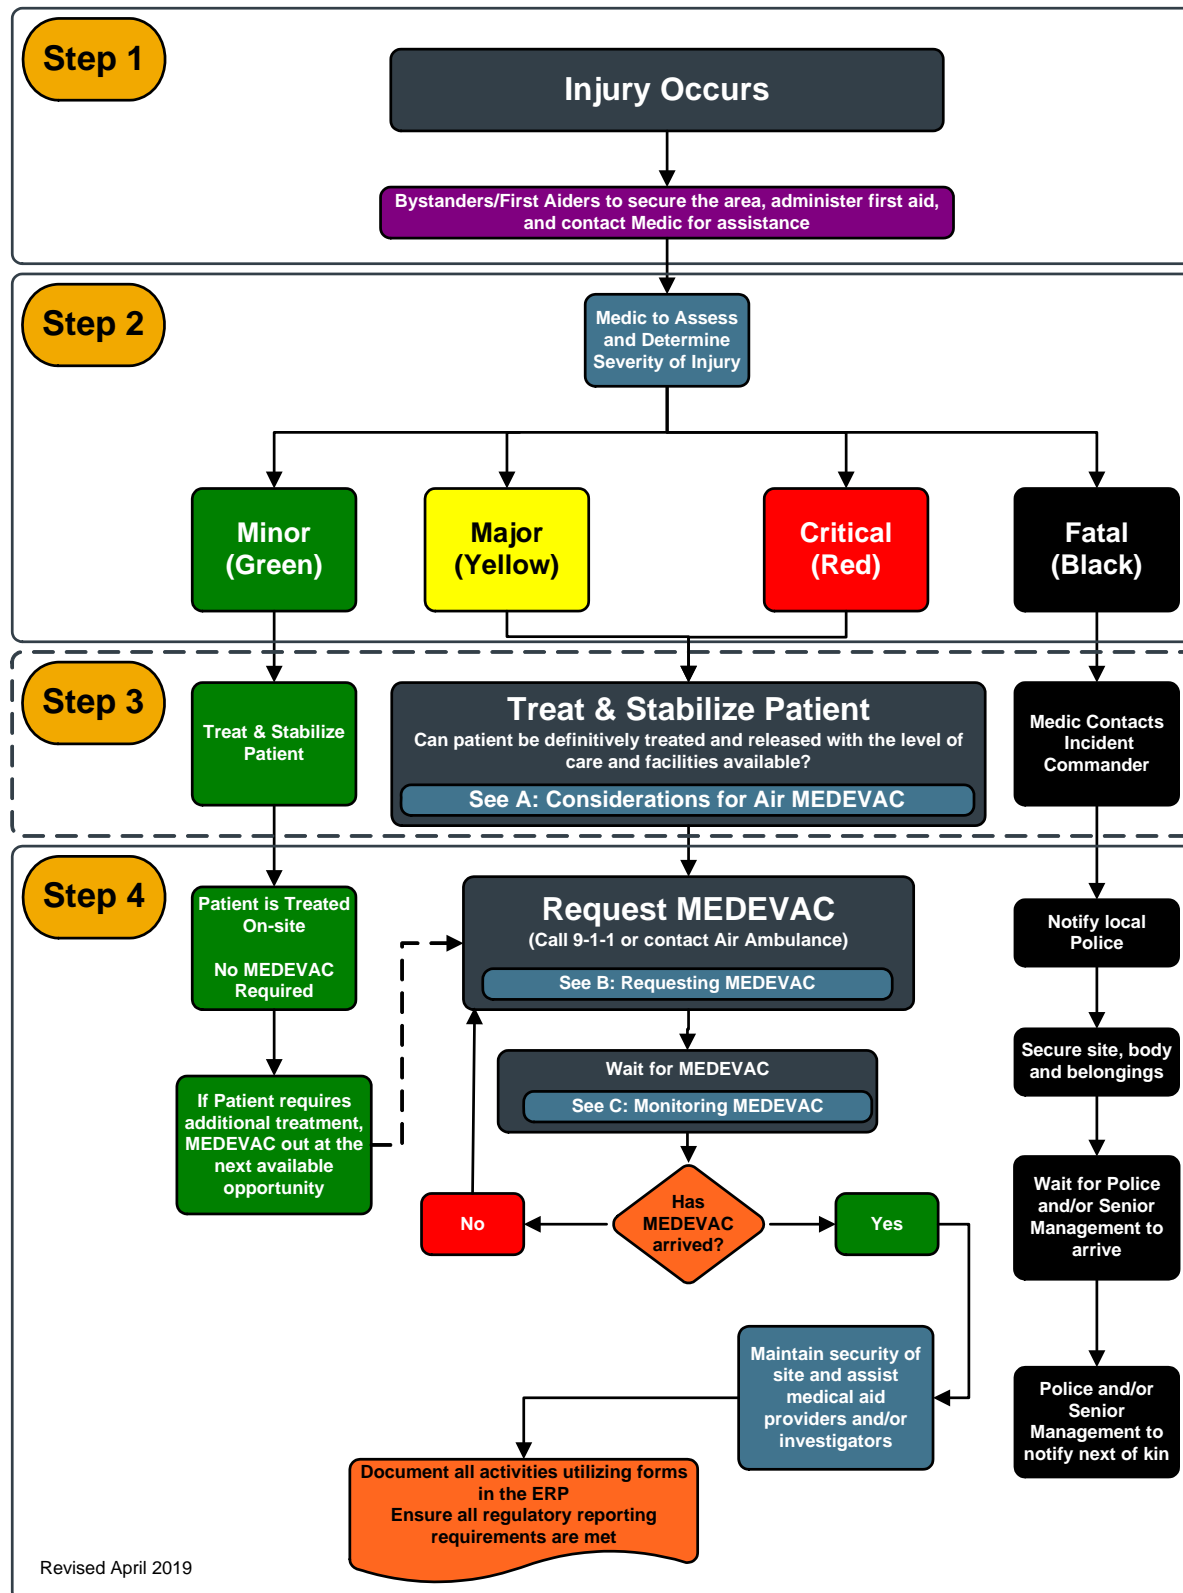 Step 1
Injury Occurs
Bystanders/First Aiders to secure the area, administer first aid,
and contact Medic for assistance
Step 2
Medic to Assess
and Determine
Severity of Injury
Minor
(Green)
Major
(Yellow)
Critical
(Red)
Fatal
(Black)
Step 3
Treat & Stabilize
Patient
Treat & Stabilize Patient
Can patient be definitively treated and released with the level of
care and facilities available?
See A: Considerations for Air MEDEVAC
Medic Contacts
Incident
Commander
Step 4
Patient is Treated
On-site
No MEDEVAC
Required
Request MEDEVAC
(Call 9-1-1 or contact Air Ambulance)
See B: Requesting MEDEVAC
Notify local
Police
Wait for MEDEVAC
See C: Monitoring MEDEVAC
Secure site, body
and belongings
If Patient requires
additional treatment,
MEDEVAC out at the
next available
opportunity
No
Has
MEDEVAC
arrived?
Yes
Wait for Police
and/or Senior
Management to
arrive
Maintain security of
site and assist
medical aid
providers and/or
investigators
Police and/or
Senior
Management to
notify next of kin
Document all activities utilizing forms
in the ERP
Ensure all regulatory reporting
requirements are met
Revised April 2019